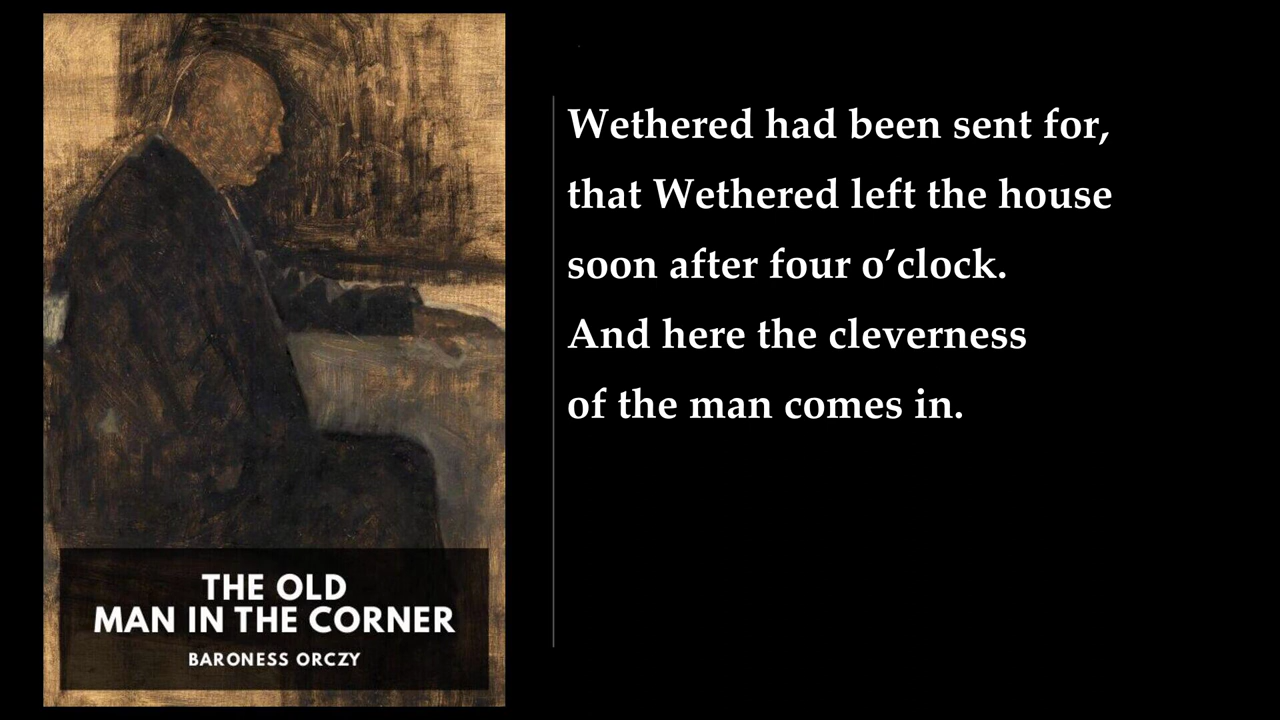 Wethered had been sent for,
that Wethered left the house
soon after four o’clock.
And here the cleverness
of the man comes in.
THE OLD
MAN IN THE CORNER
BARONESS ORCZY